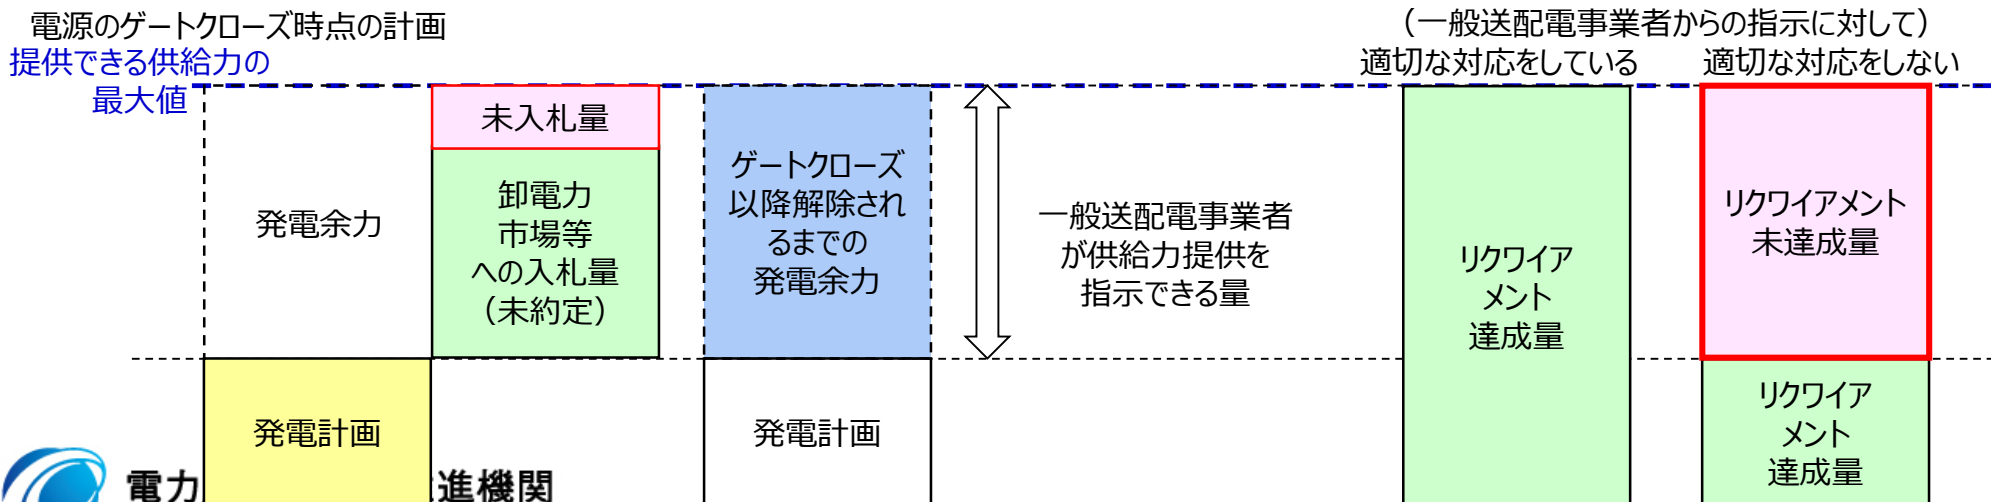 電源のゲートクローズ時点の計画
提供できる供給力の
最大値
（一般送配電事業者からの指示に対して）
適切な対応をしている
適切な対応をしない
発電余力
未入札量
卸電力
市場等
への入札量
（未約定）
ゲートクローズ
以降解除され
るまでの
発電余力
一般送配電事業者
が供給力提供を
指示できる量
リクワイア
メント
達成量
リクワイアメント
未達成量
発電計画
発電計画
リクワイア
メント
達成量
電力
進機関